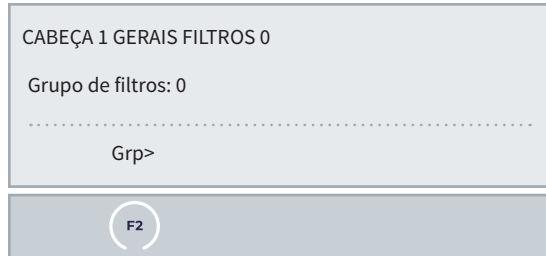 CABEÇA 1 GERAIS FILTROS 0
Grupo de filtros: 0
Grp>
F2